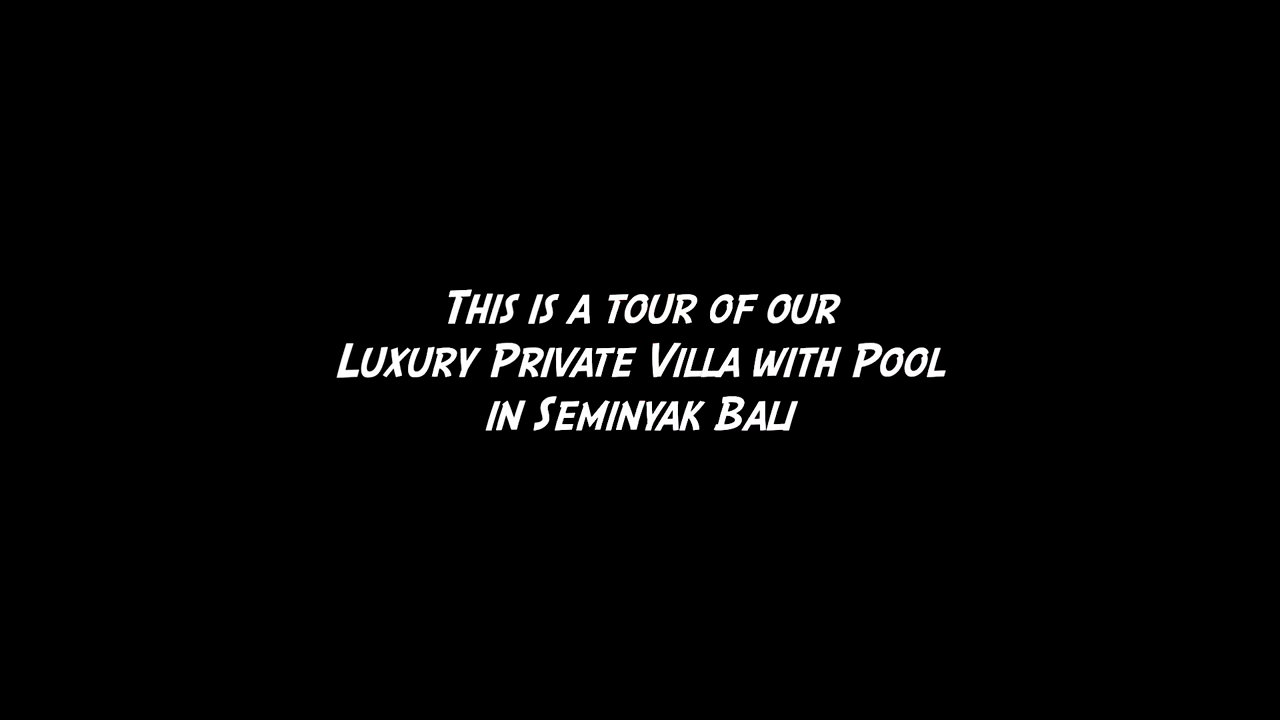 This is a tour of our
Luxury Private Villa with Pool
in Seminyak Bali